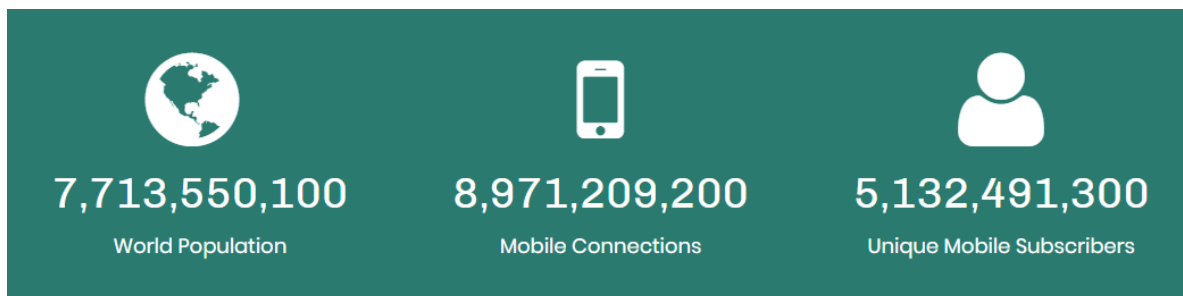 7,713,550,100
World Population
8,971,209,200
Mobile Connections
5,132,491,300
Unique Mobile Subscribers